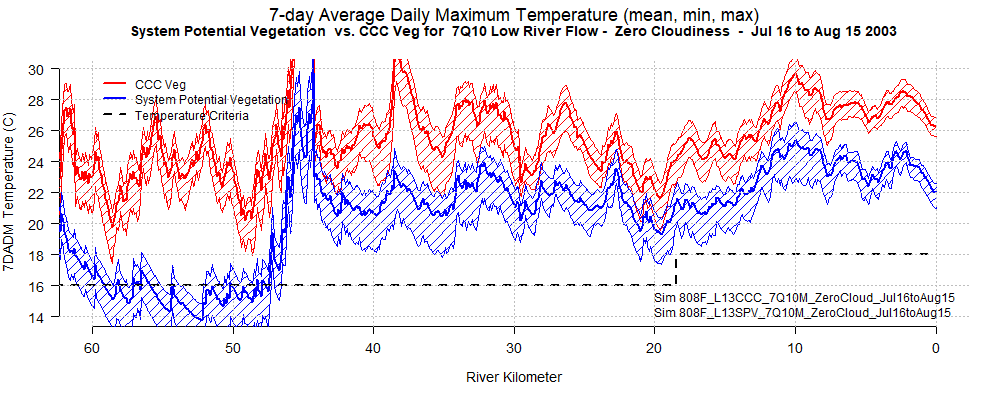 7-day Average Daily Maximum Temperature (mean, min, max)
System Potential Vegetation vs. CCC Veg for 7Q10 Low River Flow - Zero Cloudiness - Jul 16 to Aug 15 2003
7DADM Temperature (C)
30
28
26
24
22
20
18
16
14
CCC Veg
System Potential Vegetation
Temperature Criteria
Sim 808F_L13CCC_7Q10M_ZeroCloud_Jul16toAug15
Sim 808F_L13SPV_7Q10M_ZeroCloud_Jul16toAug15
60 50 40 30 20 10 0
River Kilometer